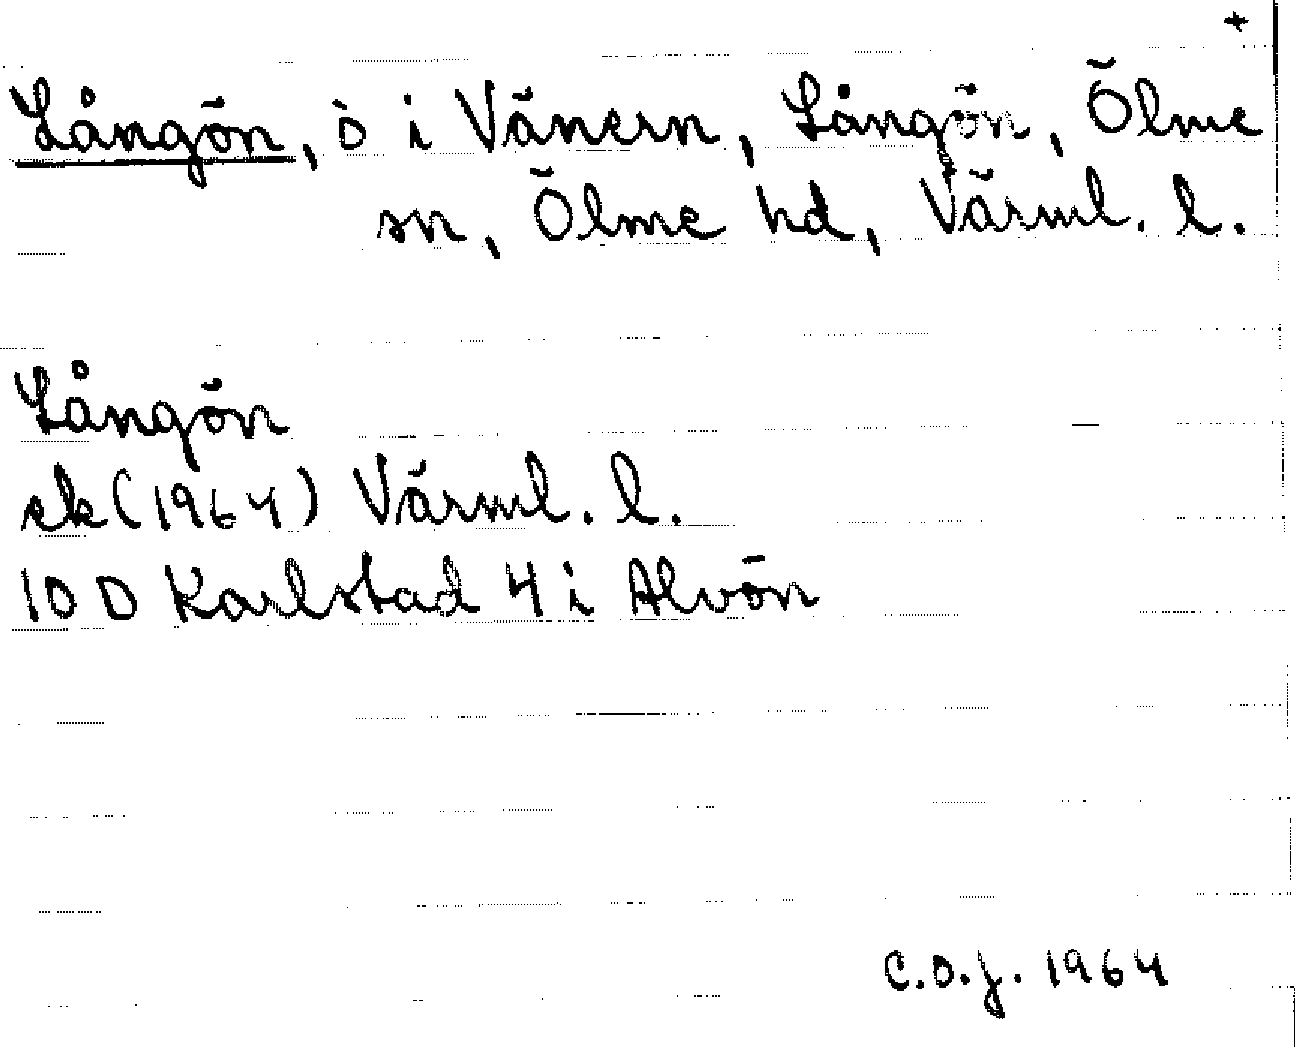 +
Långön, ö i Vänern, Långön, Ölme
sn, Ölme hd, Värml. l.
Långön
ek (1964) Värml. l.
10 D Karlstad 4 i Alvön
C.O.J. 1964